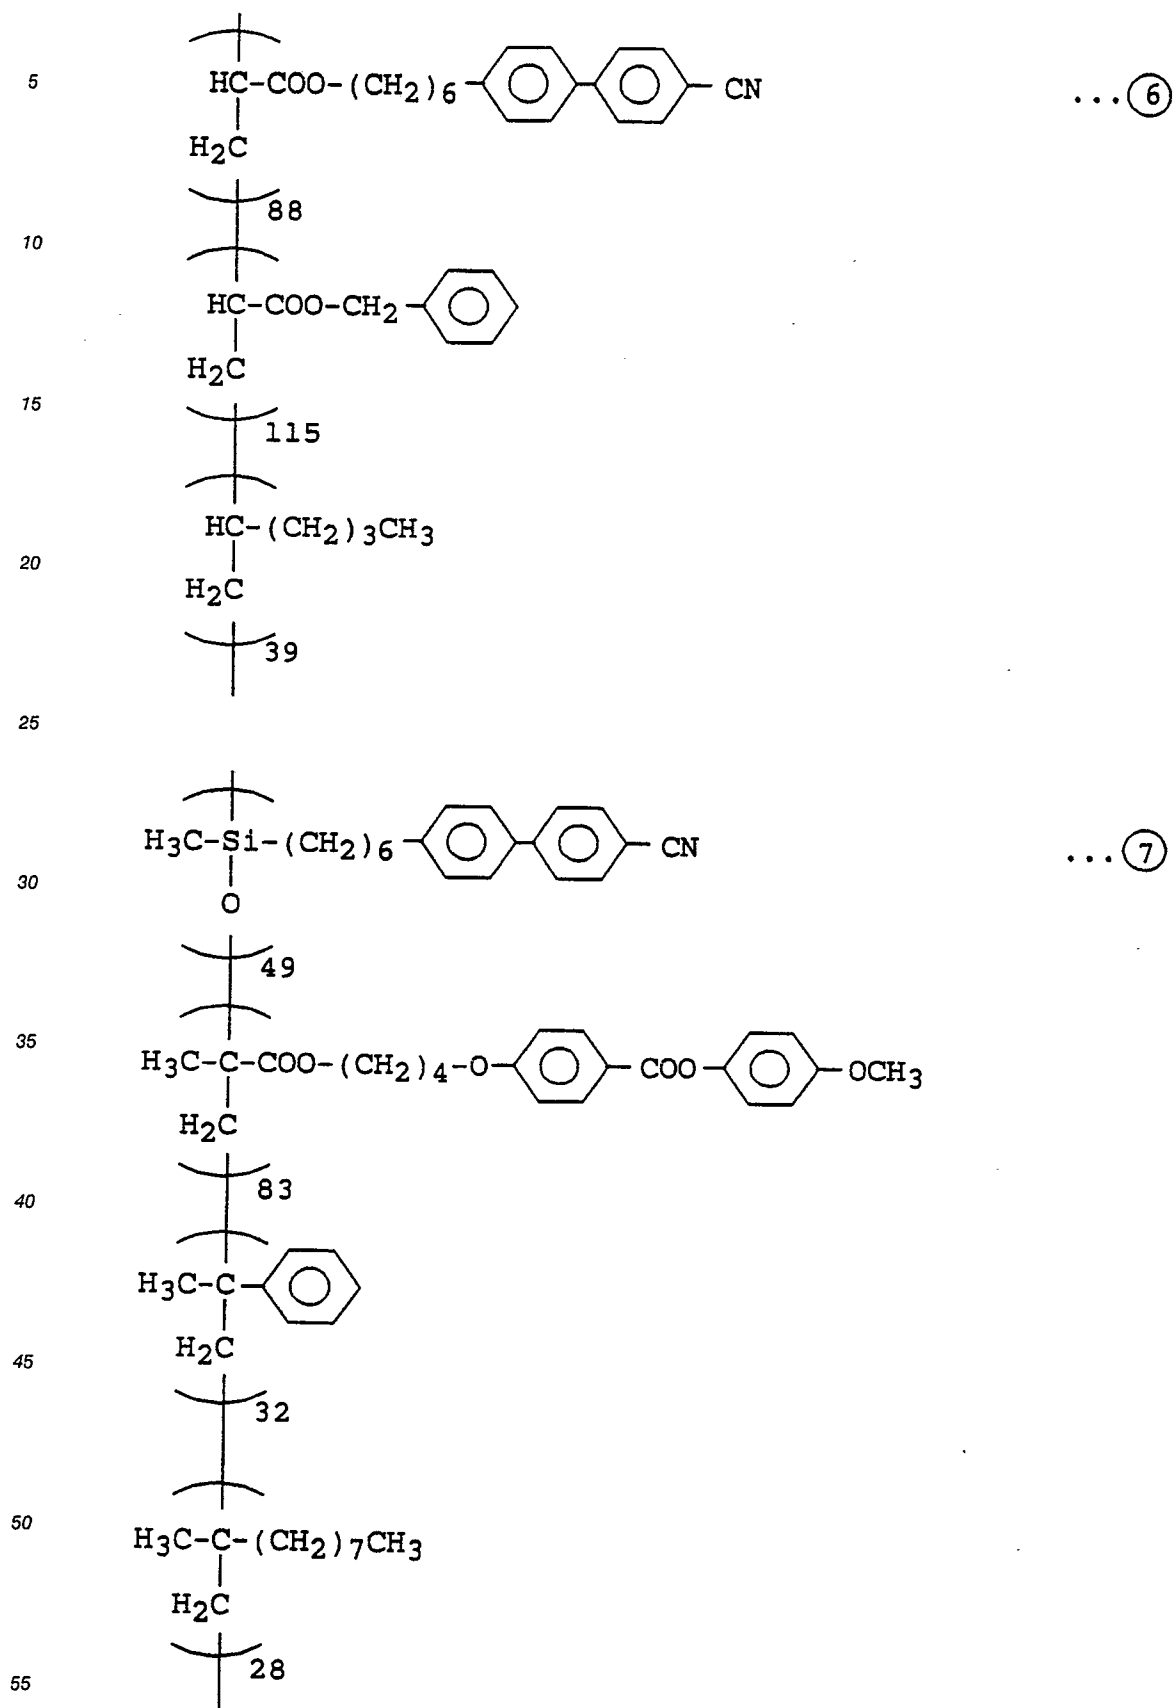 5 HC-COO-(CH2)6 CN ...⑥
H2C
88
10
HC-COO-CH2
H2C
15
115
HC-(CH2)3CH3
20
H2C
39
25
H3C-Si-(CH2)6 CN ...⑦
30
O
49
35
H3C-C-COO-(CH2)4-O COO OCH3
H2C
83
40
H3C-C
H2C
45
32
50
H3C-C-(CH2)7CH3
H2C
28
55